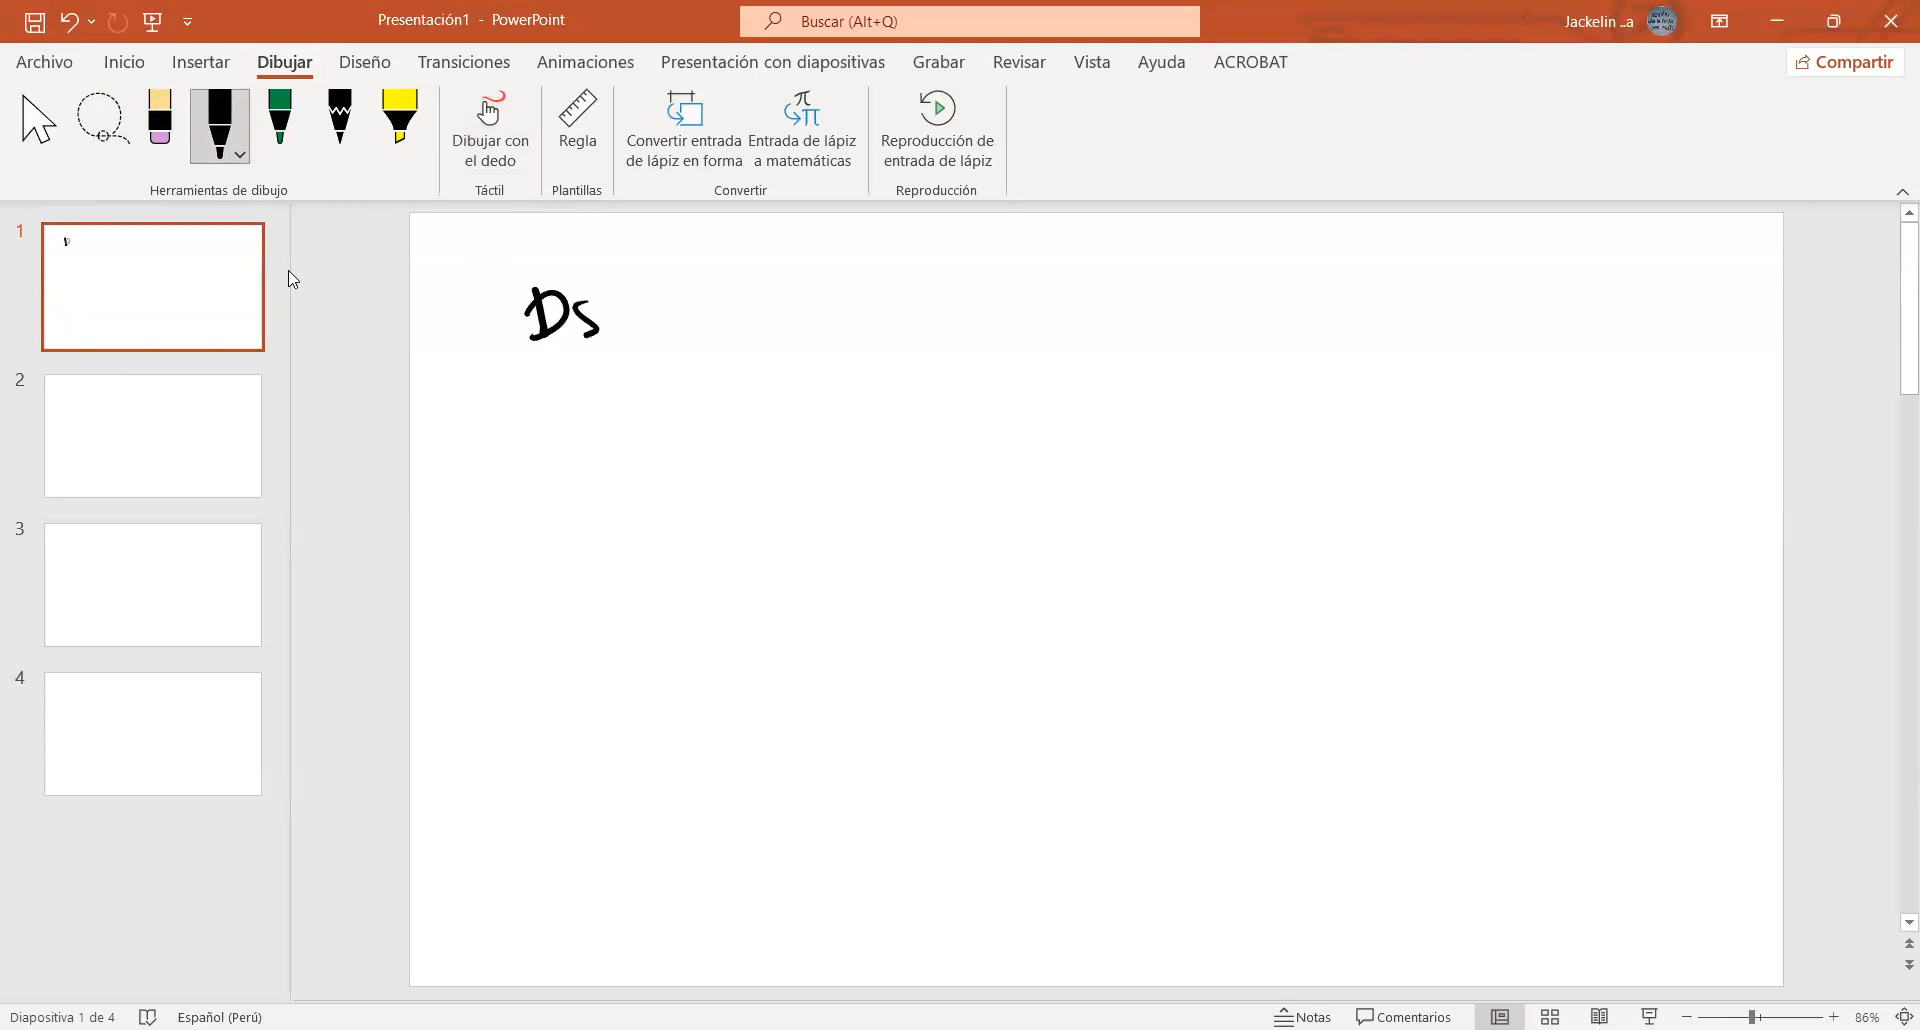 Presentación1 - PowerPoint
Buscar (Alt+Q)
Jackelin ..a
Archivo Inicio Insertar Dibujar Diseño Transiciones Animaciones Presentación con diapositivas Grabar Revisar Vista Ayuda ACROBAT
Compartir
Dibujar con
el dedo
Regla
Convertir entrada
de lápiz en forma
Entrada de lápiz
a matemáticas
Reproducción de
entrada de lápiz
Herramientas de dibujo
Táctil
Plantillas
Convertir
Reproducción
1
2
3
4
Ds
Diapositiva 1 de 4
Español (Perú)
Notas
Comentarios
86%